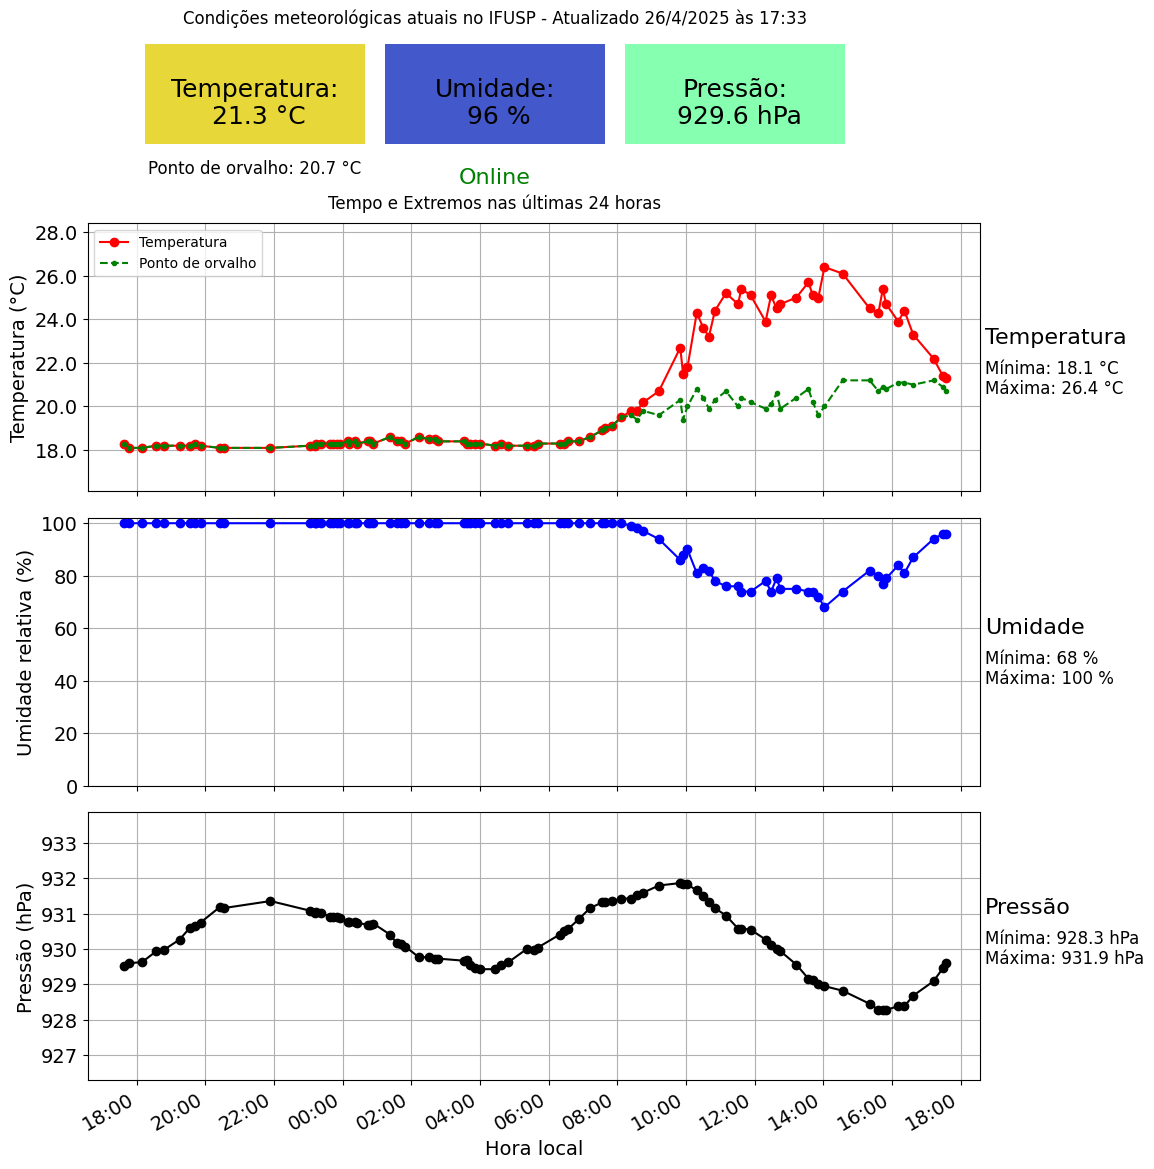 Condições meteorológicas atuais no IFUSP - Atualizado 26/4/2025 às 17:33
Temperatura:
21.3 °C
Umidade:
96 %
Pressão:
929.6 hPa
Ponto de orvalho: 20.7 °C
Online
Tempo e Extremos nas últimas 24 horas
Temperatura (°C)
28.0
26.0
24.0
22.0
20.0
18.0
Temperatura
Ponto de orvalho
Temperatura
Mínima: 18.1 °C
Máxima: 26.4 °C
Umidade relativa (%)
100
80
60
40
20
0
Umidade
Mínima: 68 %
Máxima: 100 %
Pressão (hPa)
933
932
931
930
929
928
927
Pressão
Mínima: 928.3 hPa
Máxima: 931.9 hPa
18:00 20:00 22:00 00:00 02:00 04:00 06:00 08:00 10:00 12:00 14:00 16:00 18:00
Hora local